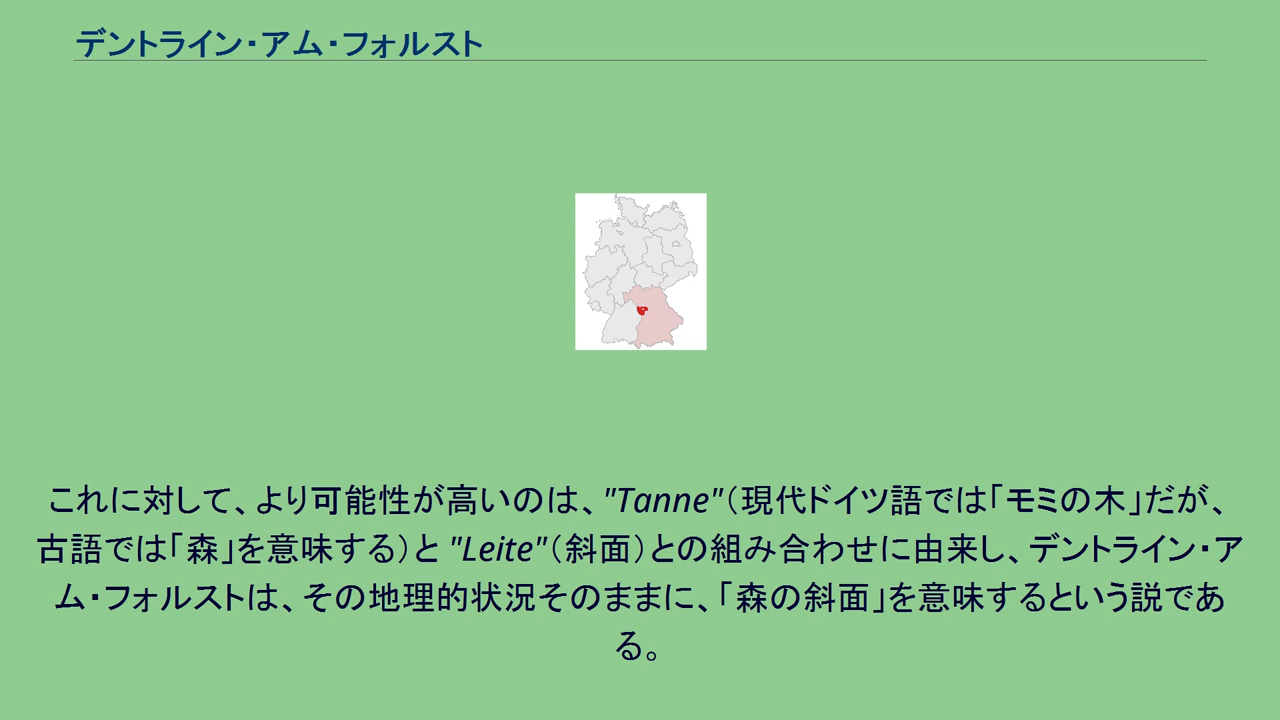 デントライン・アム・フォルスト
これに対して、より可能性が高いのは、"Tanne"（現代ドイツ語では｢モミの木｣だが、
古語では｢森｣を意味する）と "Leite"（斜面）との組み合わせに由来し、デントライン・ア
ム・フォルストは、その地理的状況そのままに、｢森の斜面｣を意味するという説であ
る。